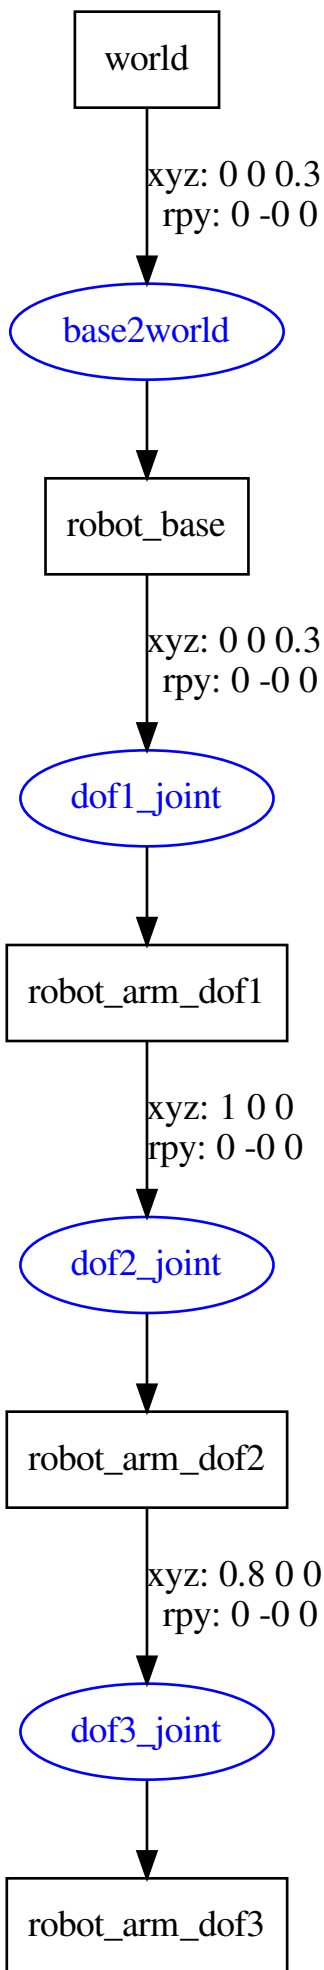 world
xyz: 0 0 0.3
rpy: 0 -0 0
base2world
robot_base
xyz: 0 0 0.3
rpy: 0 -0 0
dof1_joint
robot_arm_dof1
xyz: 1 0 0
rpy: 0 -0 0
dof2_joint
robot_arm_dof2
xyz: 0.8 0 0
rpy: 0 -0 0
dof3_joint
robot_arm_dof3